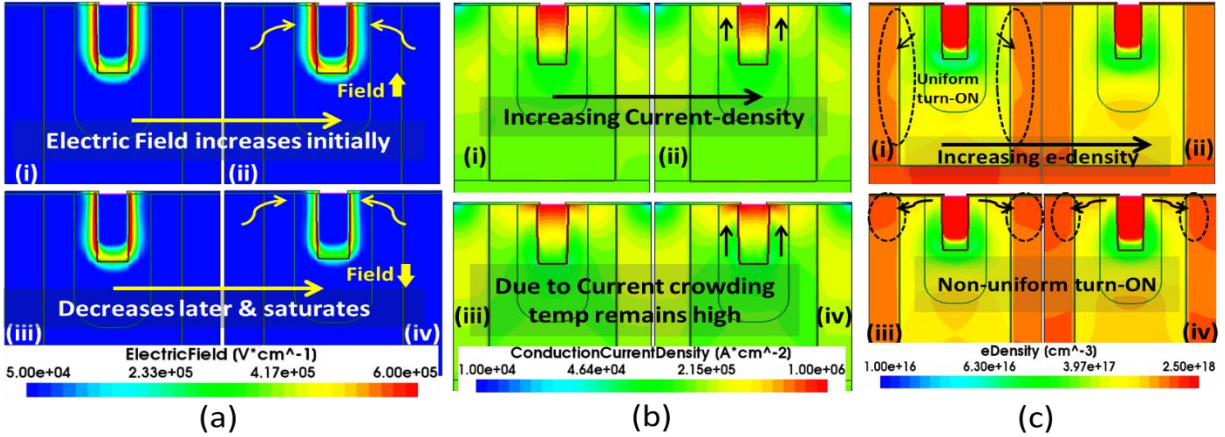 Field
Electric Field increases initially
(i)
(ii)
Field
Decreases later & saturates
(iii)
(iv)
ElectricField (V*cm^-1)
5.00e+04 2.33e+05 4.17e+05 6.00e+05
(a)
Increasing Current-density
(i)
(ii)
Due to Current crowding
temp remains high
(iii)
(iv)
ConductionCurrentDensity (A*cm^-2)
1.00e+04 4.64e+04 2.15e+05 1.00e+06
(b)
Uniform
turn-ON
(i)
(ii)
Increasing e-density
Non-uniform turn-ON
(iii)
(iv)
eDensity (cm^-3)
1.00e+16 6.30e+16 3.97e+17 2.50e+18
(c)